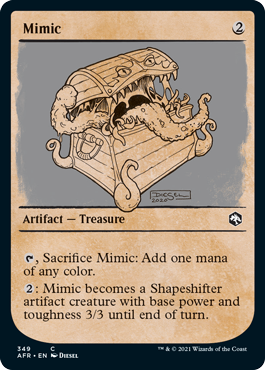 Mimic 2
DIESEL
2020
Artifact — Treasure
, Sacrifice Mimic: Add one mana
of any color.
2: Mimic becomes a Shapeshifter
artifact creature with base power and
toughness 3/3 until end of turn.
349 C
AFR • EN DIESEL ™ & © 2021 Wizards of the Coast